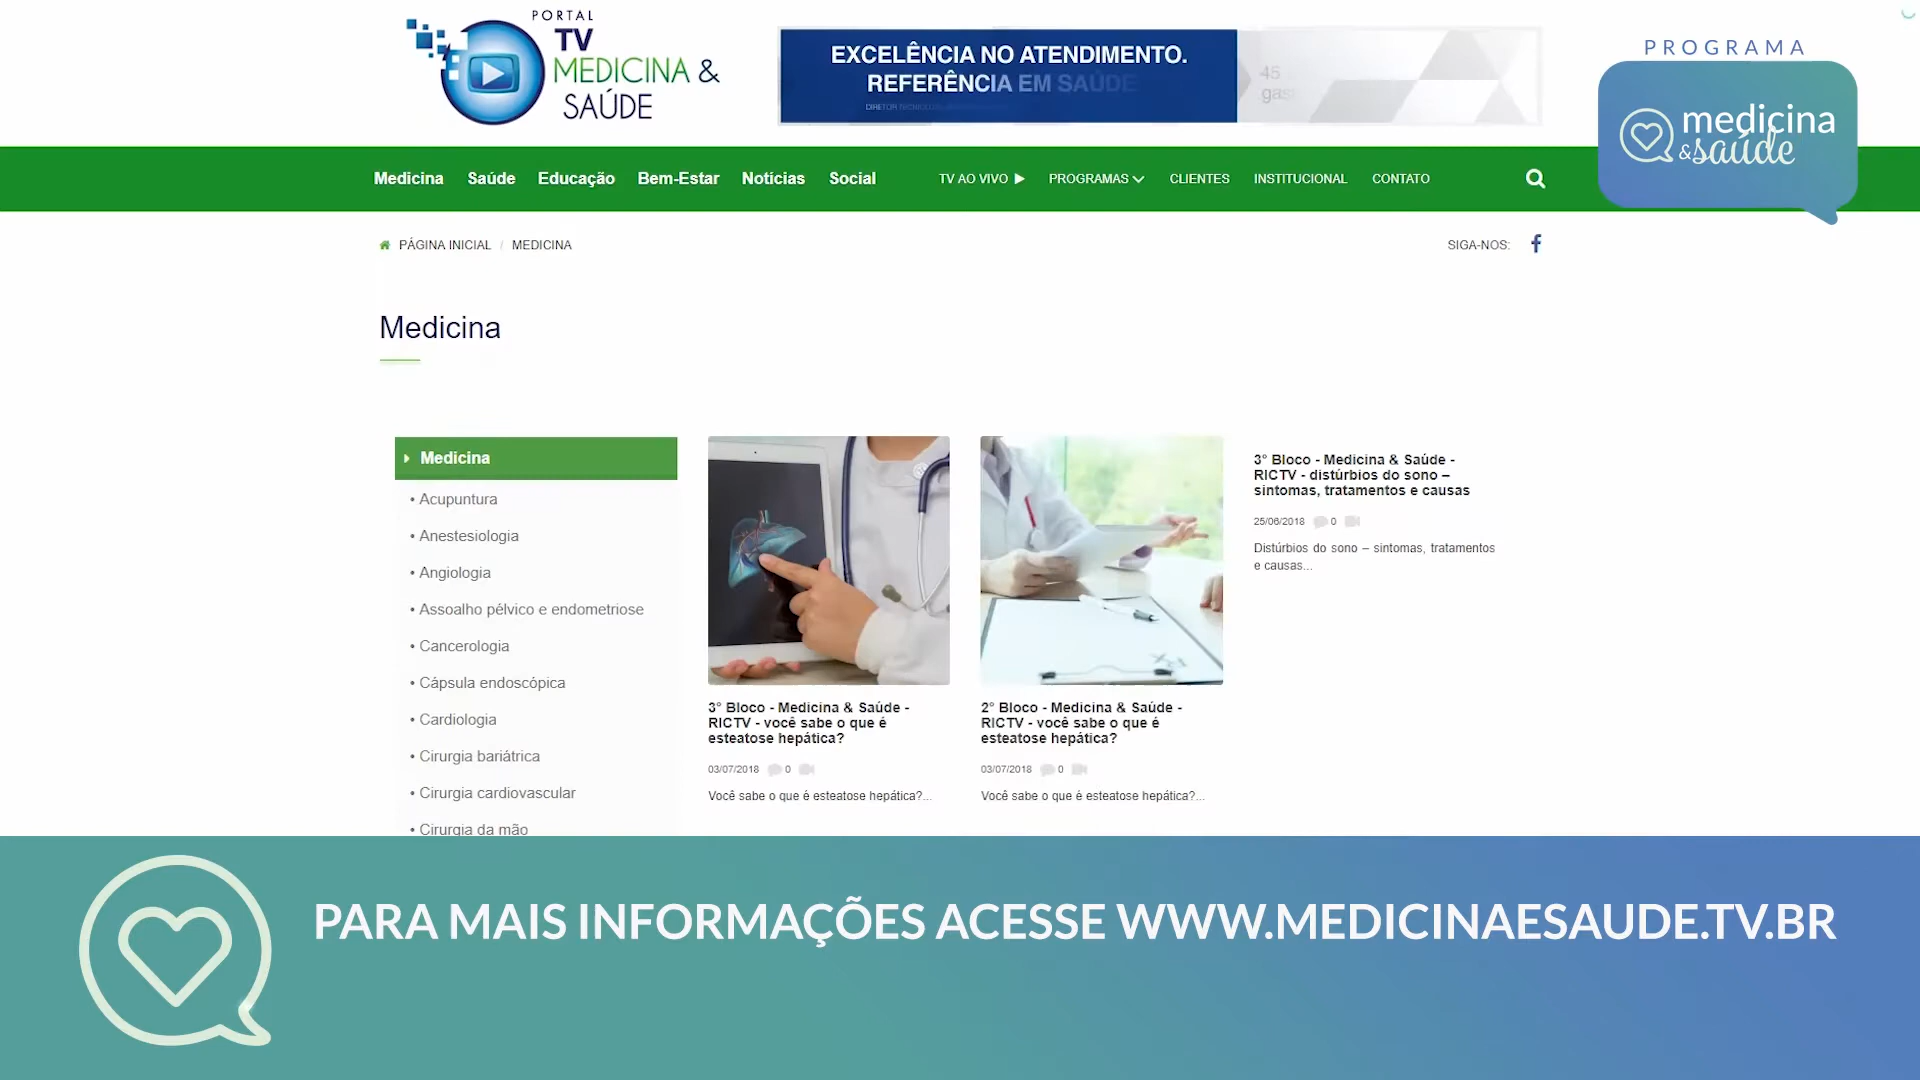 PORTAL
TV
MEDICINA &
SAÚDE
EXCELÊNCIA NO ATENDIMENTO.
REFERÊNCIA EM SAÚDE
45
PROGRAMA
medicina
&saúde
Medicina Saúde Educação Bem-Estar Notícias Social TV AO VIVO PROGRAMAS CLIENTES INSTITUCIONAL CONTATO
PÁGINA INICIAL / MEDICINA
SIGA-NOS:
Medicina
Medicina
• Acupuntura
• Anestesiologia
• Angiologia
• Assoalho pélvico e endometriose
• Cancerologia
• Cápsula endoscópica
• Cardiologia
• Cirurgia bariátrica
• Cirurgia cardiovascular
• Cirurgia da mão
3° Bloco - Medicina & Saúde -
RICTV - você sabe o que é
esteatose hepática?
03/07/2018 0
Você sabe o que é esteatose hepática?...
2° Bloco - Medicina & Saúde -
RICTV - você sabe o que é
esteatose hepática?
03/07/2018 0
Você sabe o que é esteatose hepática?...
3° Bloco - Medicina & Saúde -
RICTV - distúrbios do sono –
sintomas, tratamentos e causas
25/06/2018 0
Distúrbios do sono – sintomas, tratamentos
e causas...
PARA MAIS INFORMAÇÕES ACESSE WWW.MEDICINAESAUDE.TV.BR